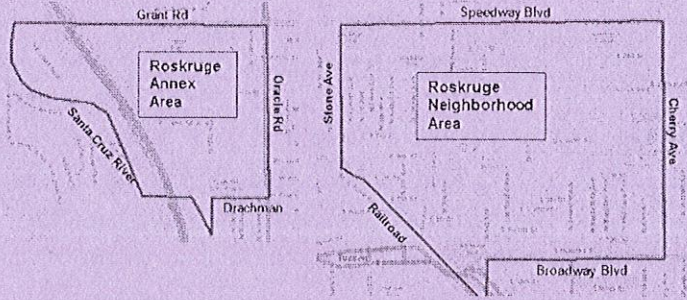 Grant Rd
Roskruge
Annex
Area
Oracle Rd
Santa Cruz River
Drachman
Speedway Blvd
Stone Ave
Roskruge
Neighborhood
Area
Cherry Ave
Railroad
Broadway Blvd